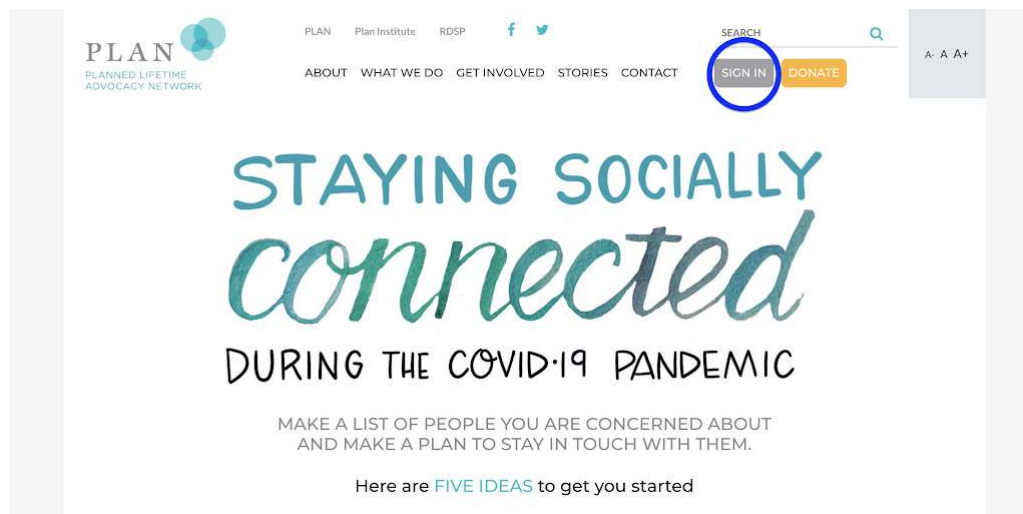 PLAN
PLANNED LIFETIME
ADVOCACY NETWORK
PLAN Plan Institute RDSP
SEARCH
A- A A+
ABOUT WHAT WE DO GET INVOLVED STORIES CONTACT
SIGN IN DONATE
STAYING SOCIALLY
connected
DURING THE COVID-19 PANDEMIC
MAKE A LIST OF PEOPLE YOU ARE CONCERNED ABOUT
AND MAKE A PLAN TO STAY IN TOUCH WITH THEM.
Here are FIVE IDEAS to get you started